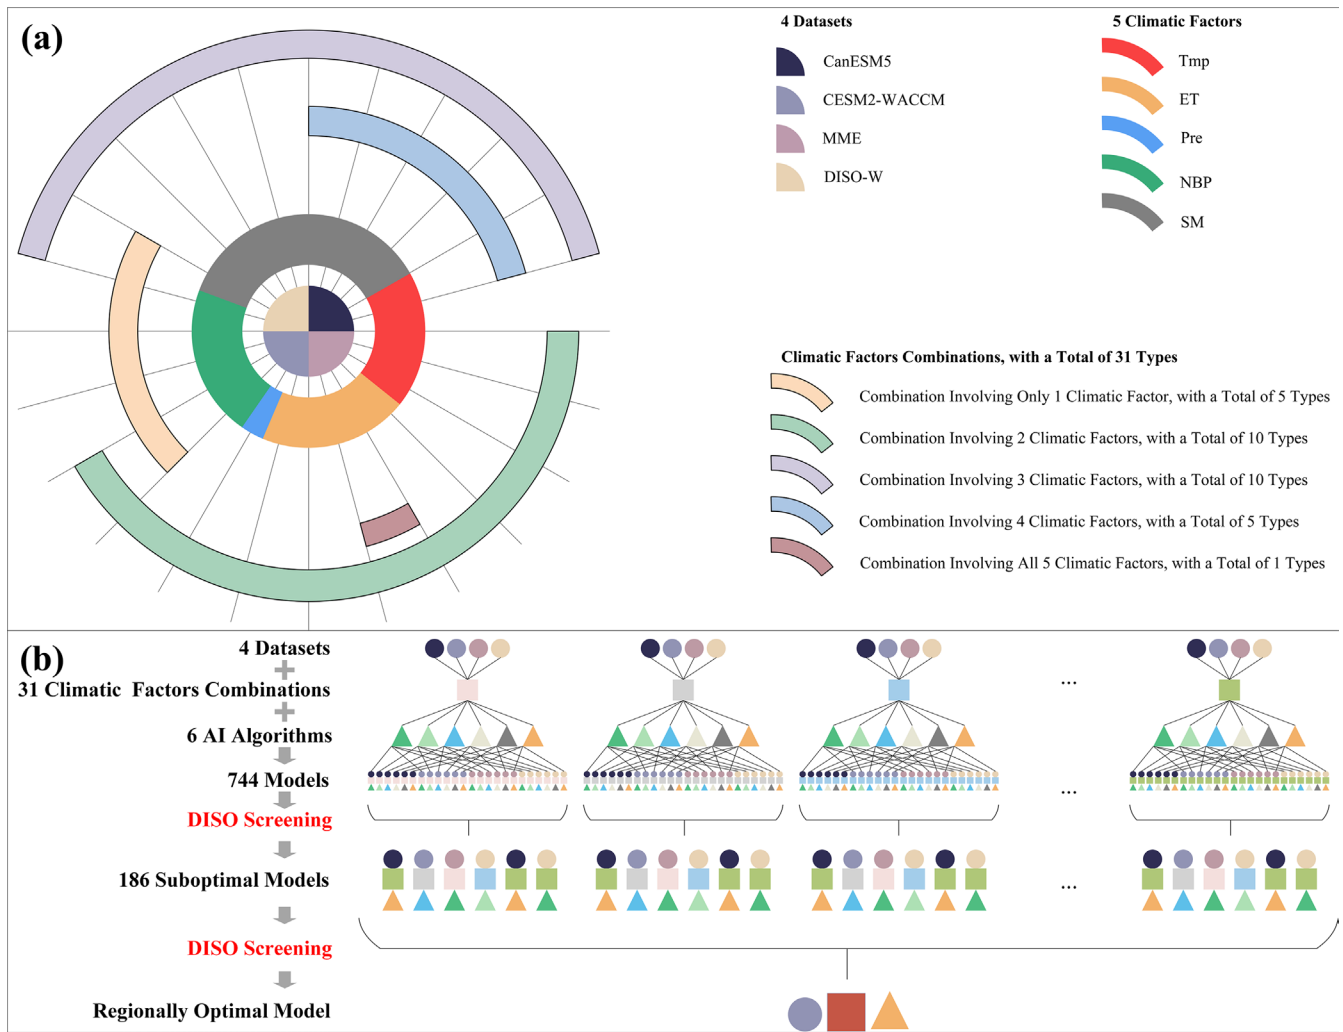 (a)
4 Datasets
CanESM5
CESM2-WACCM
MME
DISO-W
5 Climatic Factors
Tmp
ET
Pre
NBP
SM
Climatic Factors Combinations, with a Total of 31 Types
Combination Involving Only 1 Climatic Factor, with a Total of 5 Types
Combination Involving 2 Climatic Factors, with a Total of 10 Types
Combination Involving 3 Climatic Factors, with a Total of 10 Types
Combination Involving 4 Climatic Factors, with a Total of 5 Types
Combination Involving All 5 Climatic Factors, with a Total of 1 Types
(b)
4 Datasets
31 Climatic Factors Combinations
...
6 AI Algorithms
744 Models
...
DISO Screening
186 Suboptimal Models
...
DISO Screening
Regionally Optimal Model